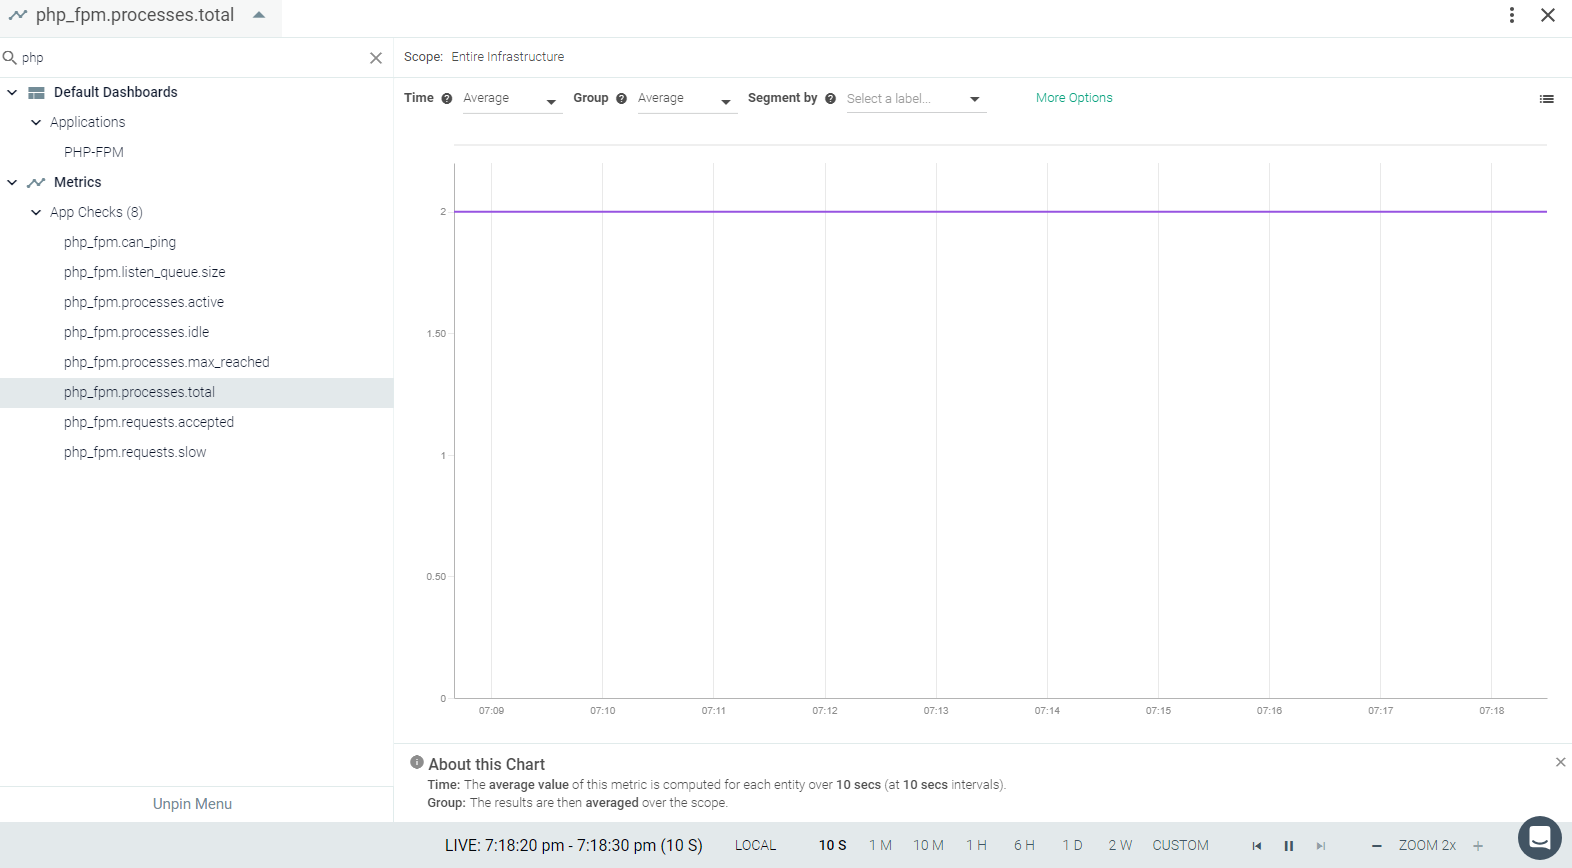 php_fpm.processes.total
php
Default Dashboards
Applications
PHP-FPM
Metrics
App Checks (8)
php_fpm.can_ping
php_fpm.listen_queue.size
php_fpm.processes.active
php_fpm.processes.idle
php_fpm.processes.max_reached
php_fpm.processes.total
php_fpm.requests.accepted
php_fpm.requests.slow
Unpin Menu
Scope: Entire Infrastructure
Time Average Group Average Segment by Select a label... More Options
2
1.50
1
0.50
0
07:09 07:10 07:11 07:12 07:13 07:14 07:15 07:16 07:17 07:18
About this Chart
Time: The average value of this metric is computed for each entity over 10 secs (at 10 secs intervals).
Group: The results are then averaged over the scope.
LIVE: 7:18:20 pm - 7:18:30 pm (10 S) LOCAL 10 S 1 M 10 M 1 H 6 H 1 D 2 W CUSTOM ZOOM 2x